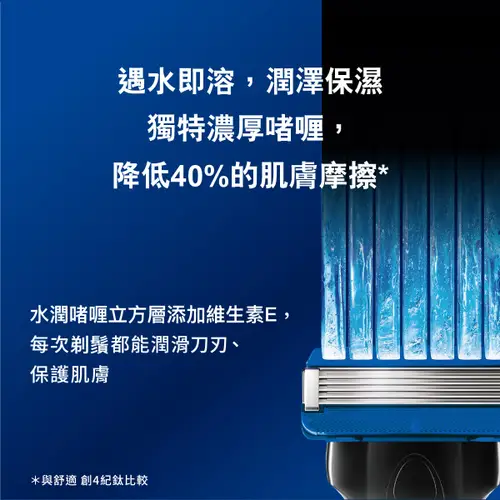 遇水即溶，潤澤保濕
獨特濃厚啫喱，
降低40%的肌膚摩擦*
水潤啫喱立方層添加維生素E，
每次剃鬚都能潤滑刀刃、
保護肌膚
＊與舒適 創4紀鈦比較